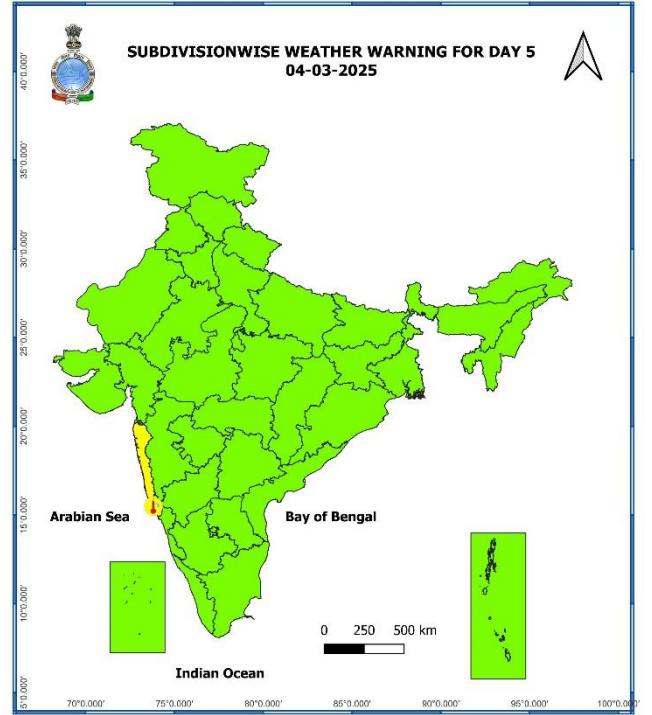 SUBDIVISIONWISE WEATHER WARNING FOR DAY 5
04-03-2025
40°0.000'
35°0.000'
30°0.000'
25°0.000'
20°0.000'
15°0.000'
10°0.000'
5°0.000'
Arabian Sea
Bay of Bengal
0 250 500 km
Indian Ocean
70°0.000' 75°0.000' 80°0.000' 85°0.000' 90°0.000' 95°0.000' 100°0.000'